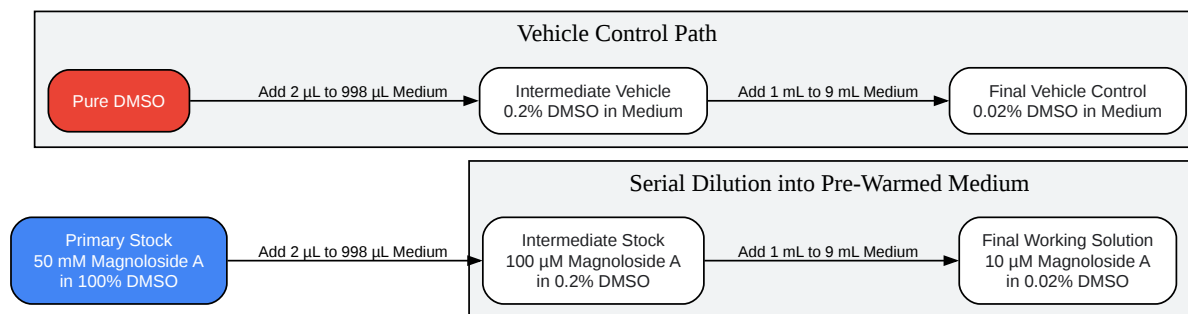 Vehicle Control Path
Pure DMSO
Add 2 µL to 998 µL Medium
Intermediate Vehicle
0.2% DMSO in Medium
Add 1 mL to 9 mL Medium
Final Vehicle Control
0.02% DMSO in Medium
Serial Dilution into Pre-Warmed Medium
Primary Stock
50 mM Magnoloside A
in 100% DMSO
Add 2 µL to 998 µL Medium
Intermediate Stock
100 µM Magnoloside A
in 0.2% DMSO
Add 1 mL to 9 mL Medium
Final Working Solution
10 µM Magnoloside A
in 0.02% DMSO